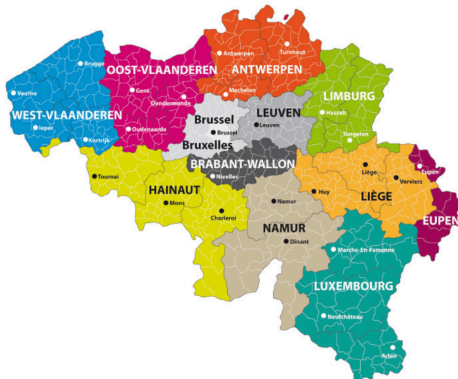 Antwerpen
Turnhout
Brugge
OOST-VLAANDEREN
ANTWERPEN
Veurne
Gent
Dendermonde
Mechelen
LIMBURG
WEST-VLAANDEREN
Brussel
LEUVEN
Hasselt
Ieper
Oudenaarde
Brussel
Leuven
Kortrijk
Tongeren
Bruxelles
BRABANT-WALLON
Liège
Eupen
Tournai
Nivelles
Verviers
HAINAUT
Huy
LIÈGE
Mons
Namur
Charleroi
EUPEN
NAMUR
Dinant
Marche-En-Famenne
LUXEMBOURG
Neufchâteau
Arlon